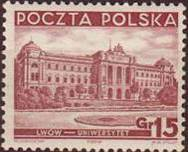 POCZTA POLSKA
Gr 15
LWÓW — UNIWERSYTET